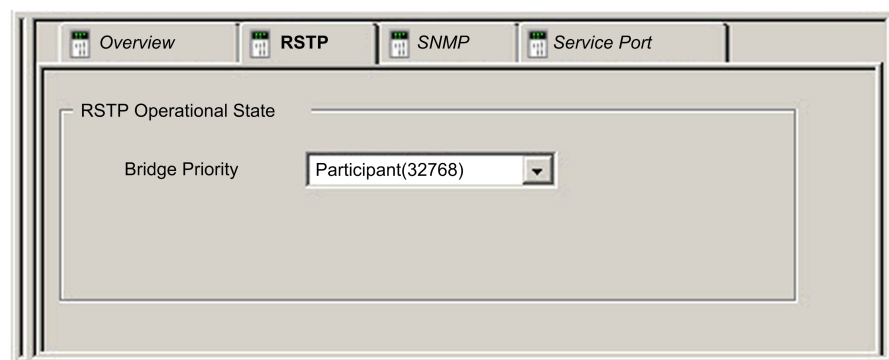 Overview RSTP SNMP Service Port
RSTP Operational State
Bridge Priority Participant(32768)